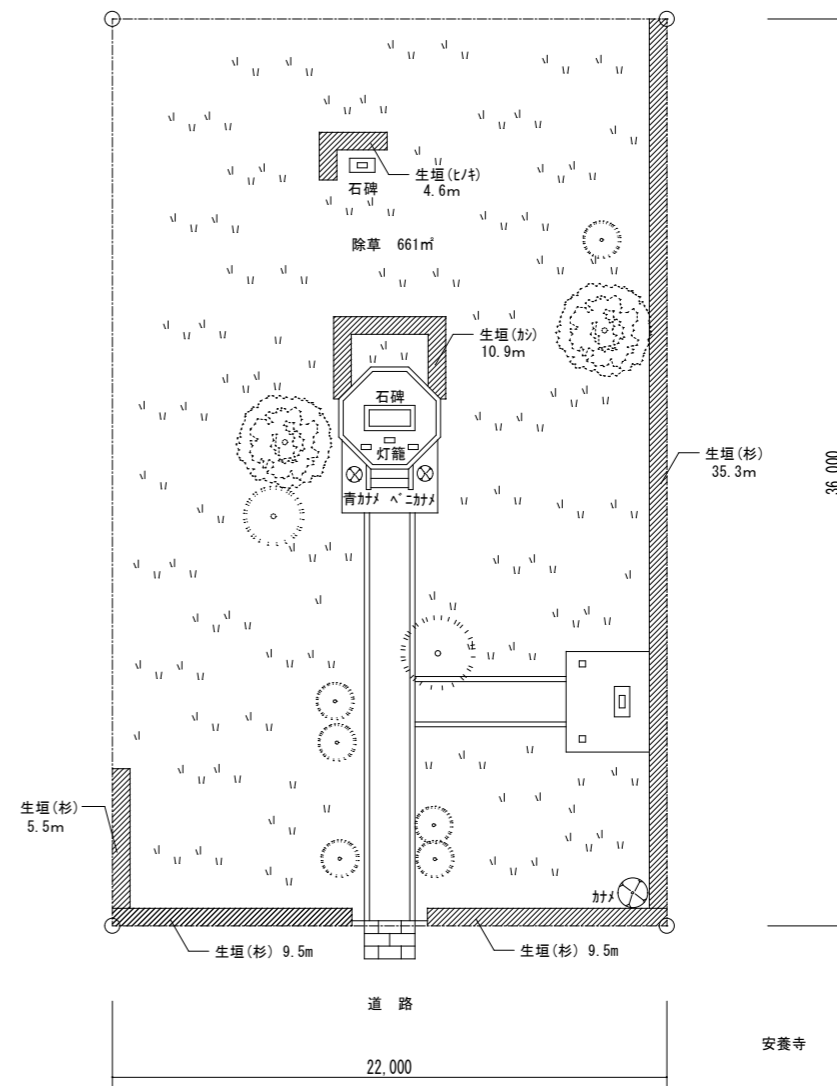 生垣(ヒノキ)
4.6m
石碑
除草 661㎡
生垣(カシ)
10.9m
石碑
灯籠
青カナメ ベニカナメ
生垣(杉)
35.3m
36,000
生垣(杉)
5.5m
カナメ
生垣(杉) 9.5m
生垣(杉) 9.5m
道 路
安養寺
22,000